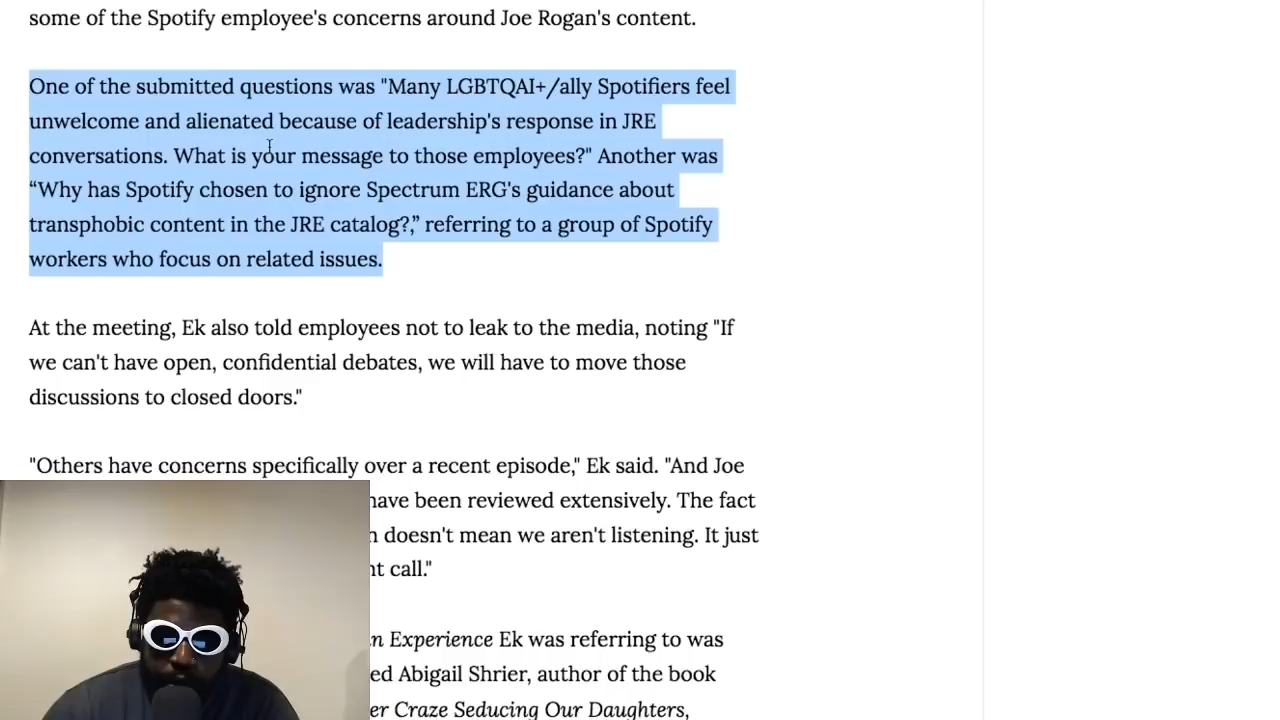 some of the Spotify employee's concerns around Joe Rogan's content.
One of the submitted questions was "Many LGBTQAI+/ally Spotifiers feel
unwelcome and alienated because of leadership's response in JRE
conversations. What is your message to those employees?" Another was
“Why has Spotify chosen to ignore Spectrum ERG's guidance about
transphobic content in the JRE catalog?,” referring to a group of Spotify
workers who focus on related issues.
At the meeting, Ek also told employees not to leak to the media, noting "If
we can't have open, confidential debates, we will have to move those
discussions to closed doors."
"Others have concerns specifically over a recent episode," Ek said. "And Joe
have been reviewed extensively. The fact
doesn't mean we aren't listening. It just
call."
Experience Ek was referring to was
Abigail Shrier, author of the book
Craze Seducing Our Daughters,